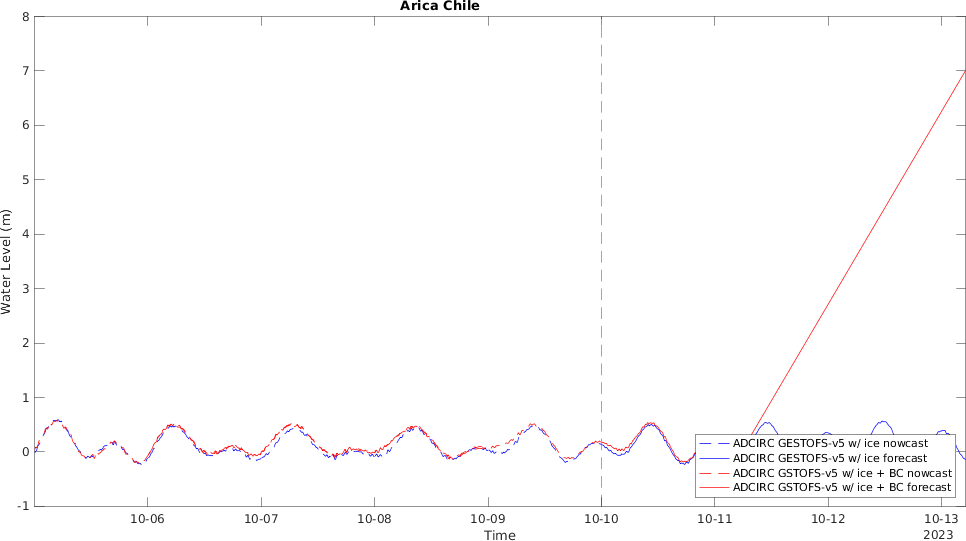 Arica Chile
8
7
6
5
4
3
2
1
0
-1
Water Level (m)
ADCIRC GESTOFS-v5 w/ ice nowcast
ADCIRC GESTOFS-v5 w/ ice forecast
ADCIRC GSTOFS-v5 w/ ice + BC nowcast
ADCIRC GSTOFS-v5 w/ ice + BC forecast
10-06 10-07 10-08 10-09 10-10 10-11 10-12 10-13
Time
2023